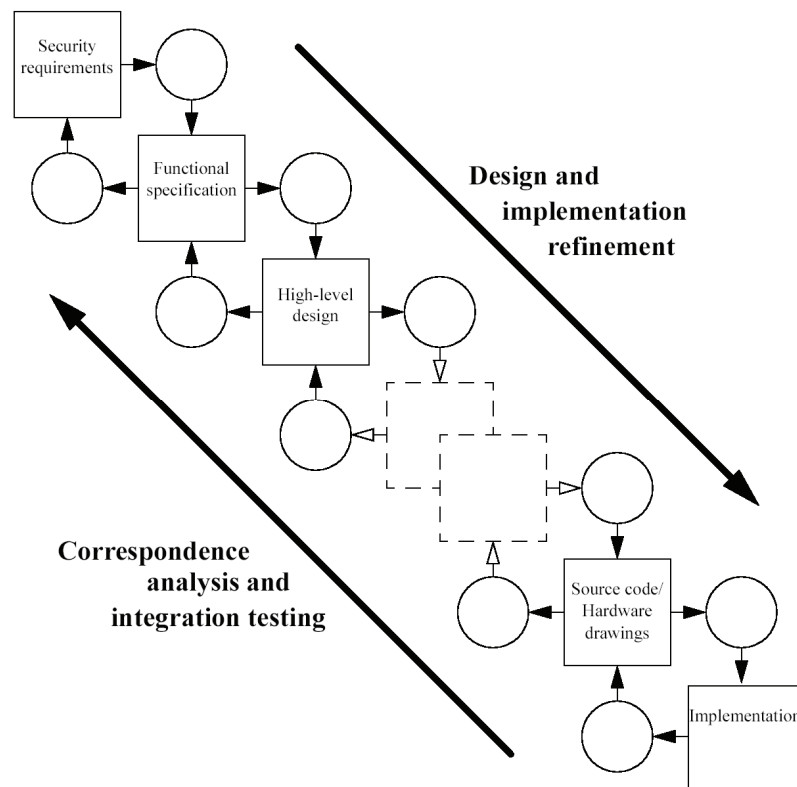 Security
requirements
Functional
specification
Design and
implementation
refinement
High-level
design
Correspondence
analysis and
integration testing
Source code/
Hardware
drawings
Implementation